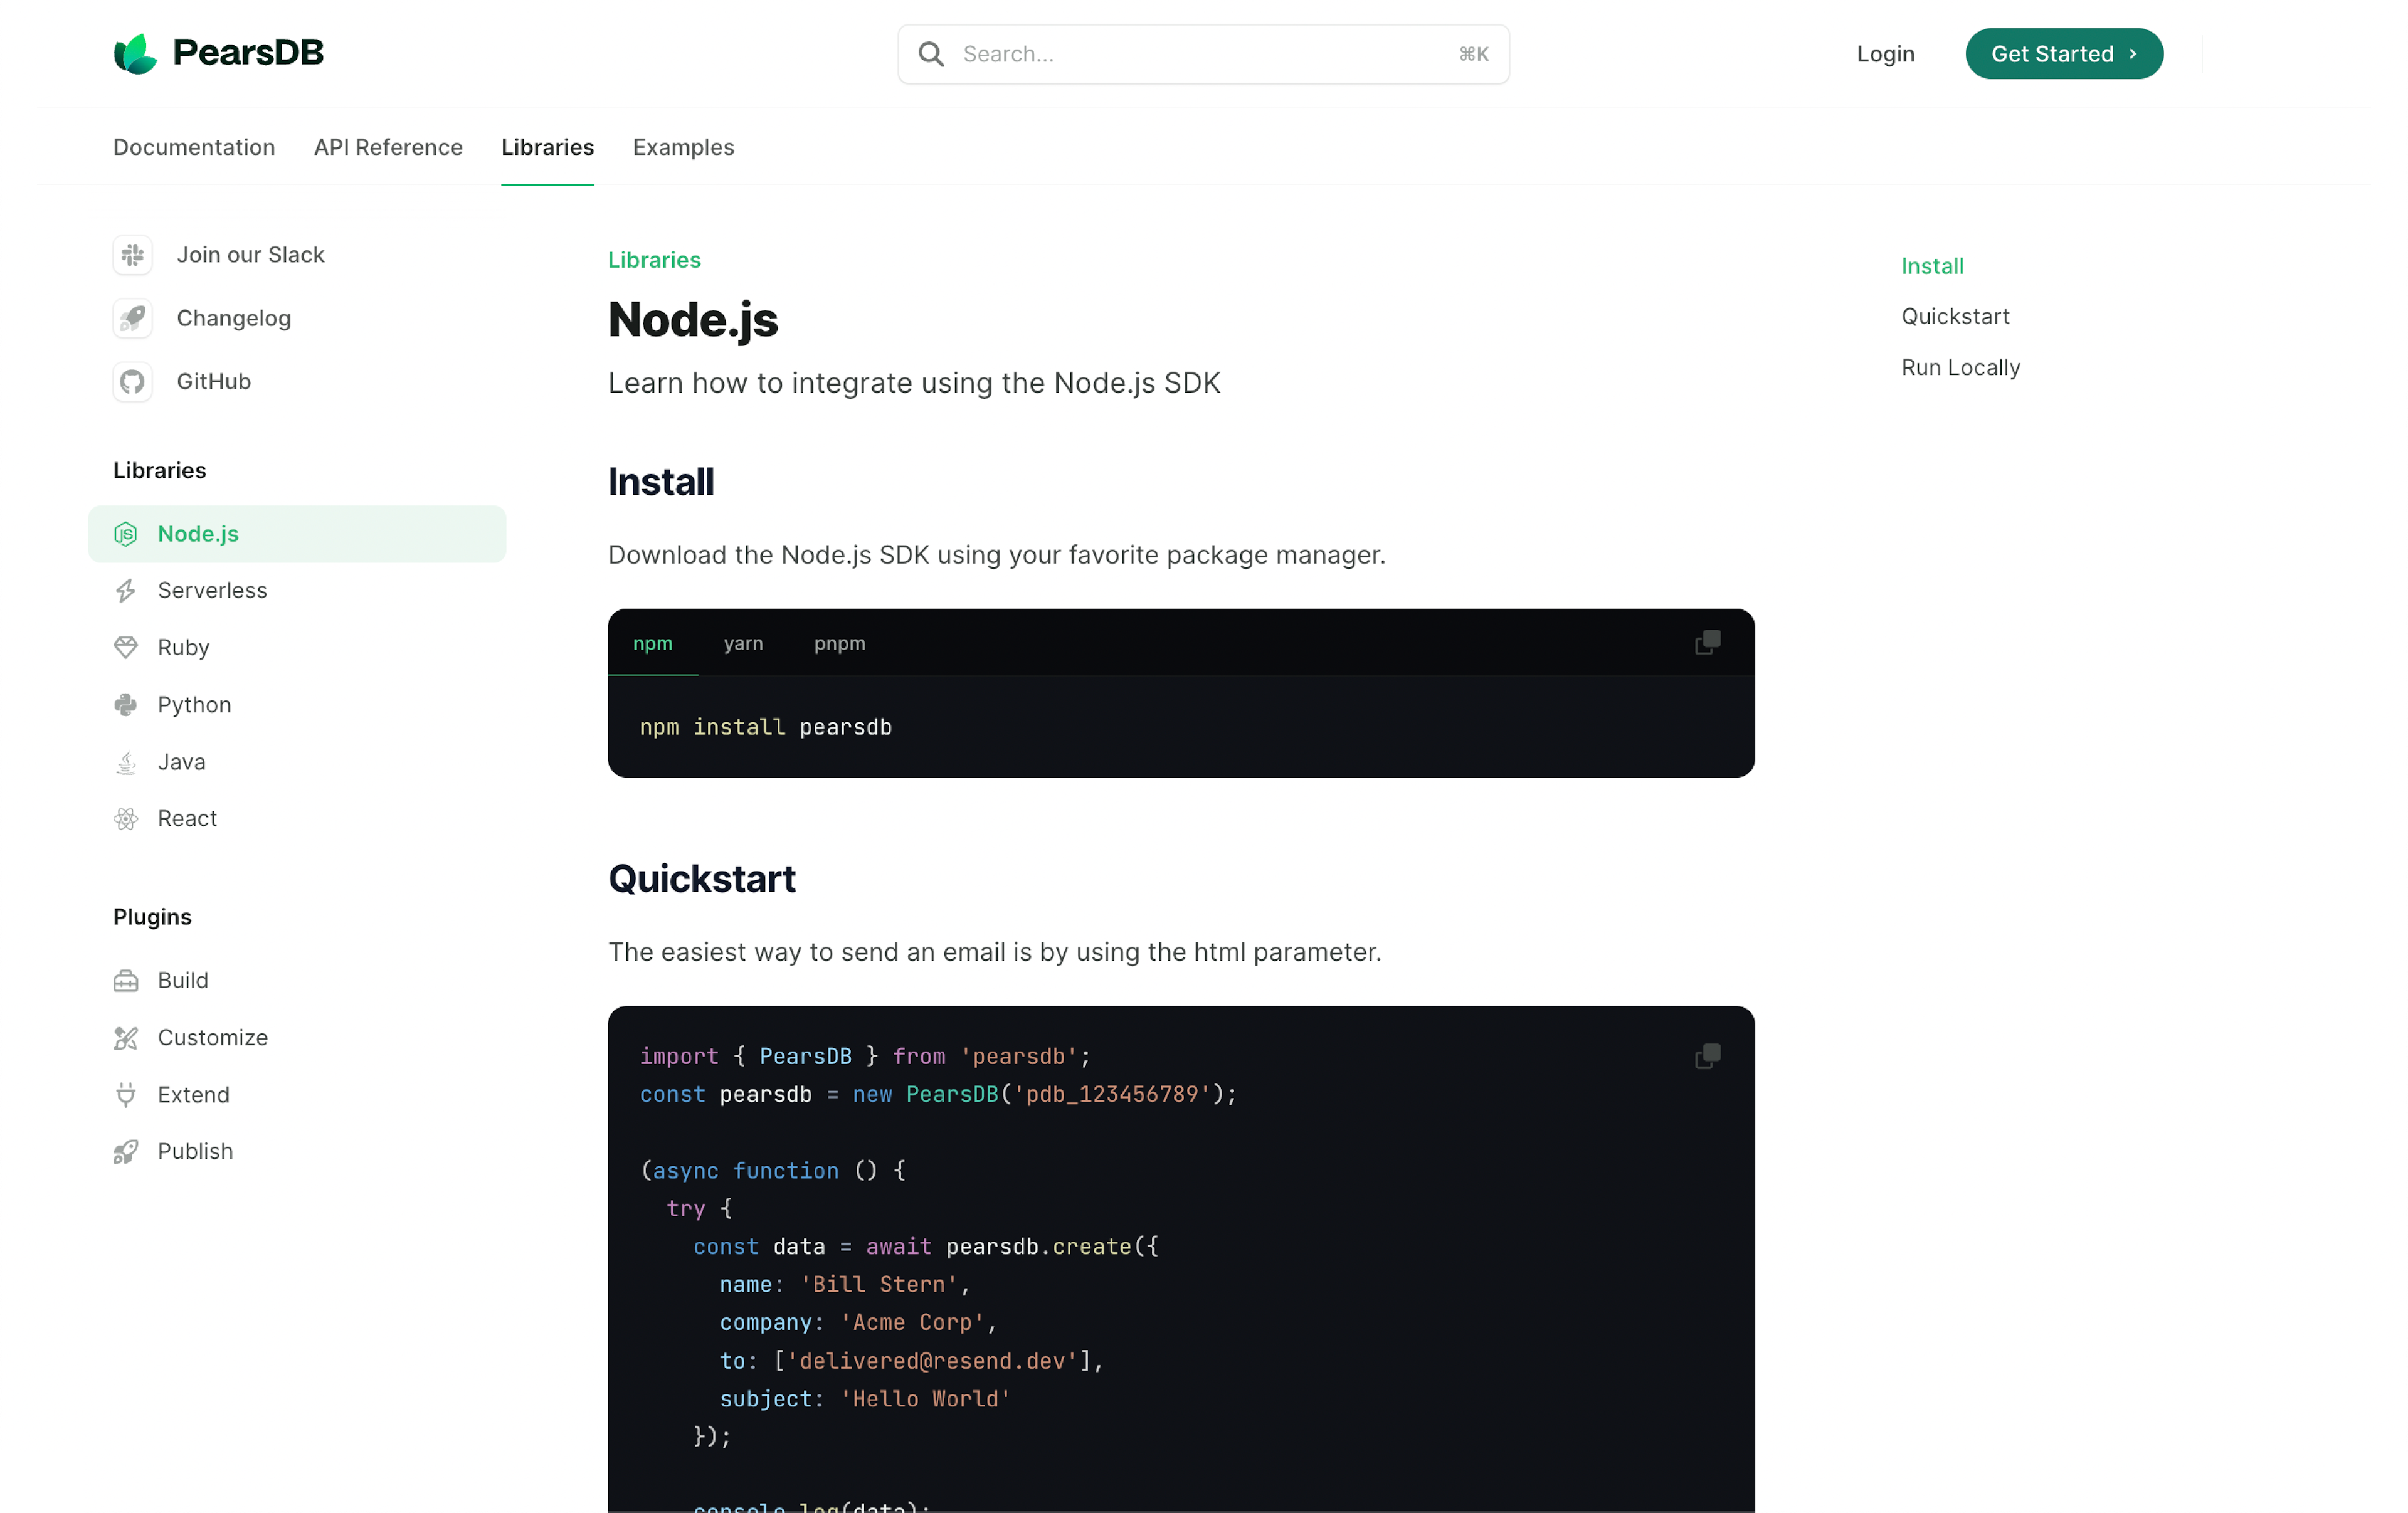 PearsDB
Search...
⌘K
Login
Get Started
Documentation
API Reference
Libraries
Examples
Join our Slack
Changelog
GitHub
Libraries
Node.js
Serverless
Ruby
Python
Java
React
Plugins
Build
Customize
Extend
Publish
Libraries
Node.js
Learn how to integrate using the Node.js SDK
Install
Download the Node.js SDK using your favorite package manager.
npm
yarn
pnpm
npm install pearsdb
Quickstart
The easiest way to send an email is by using the html parameter.
import { PearsDB } from 'pearsdb';
const pearsdb = new PearsDB('pdb_123456789');
(async function () {
  try {
    const data = await pearsdb.create({
      name: 'Bill Stern',
      company: 'Acme Corp',
      to: ['delivered@resend.dev'],
      subject: 'Hello World'
    });
    console.log(data);
Install
Quickstart
Run Locally